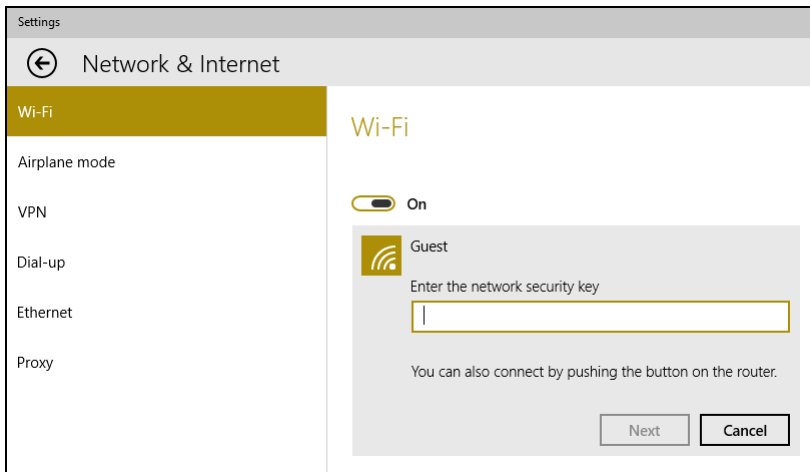 Settings
Network & Internet
Wi-Fi
Airplane mode
VPN
Dial-up
Ethernet
Proxy
Wi-Fi
On
Guest
Enter the network security key
You can also connect by pushing the button on the router.
Next
Cancel